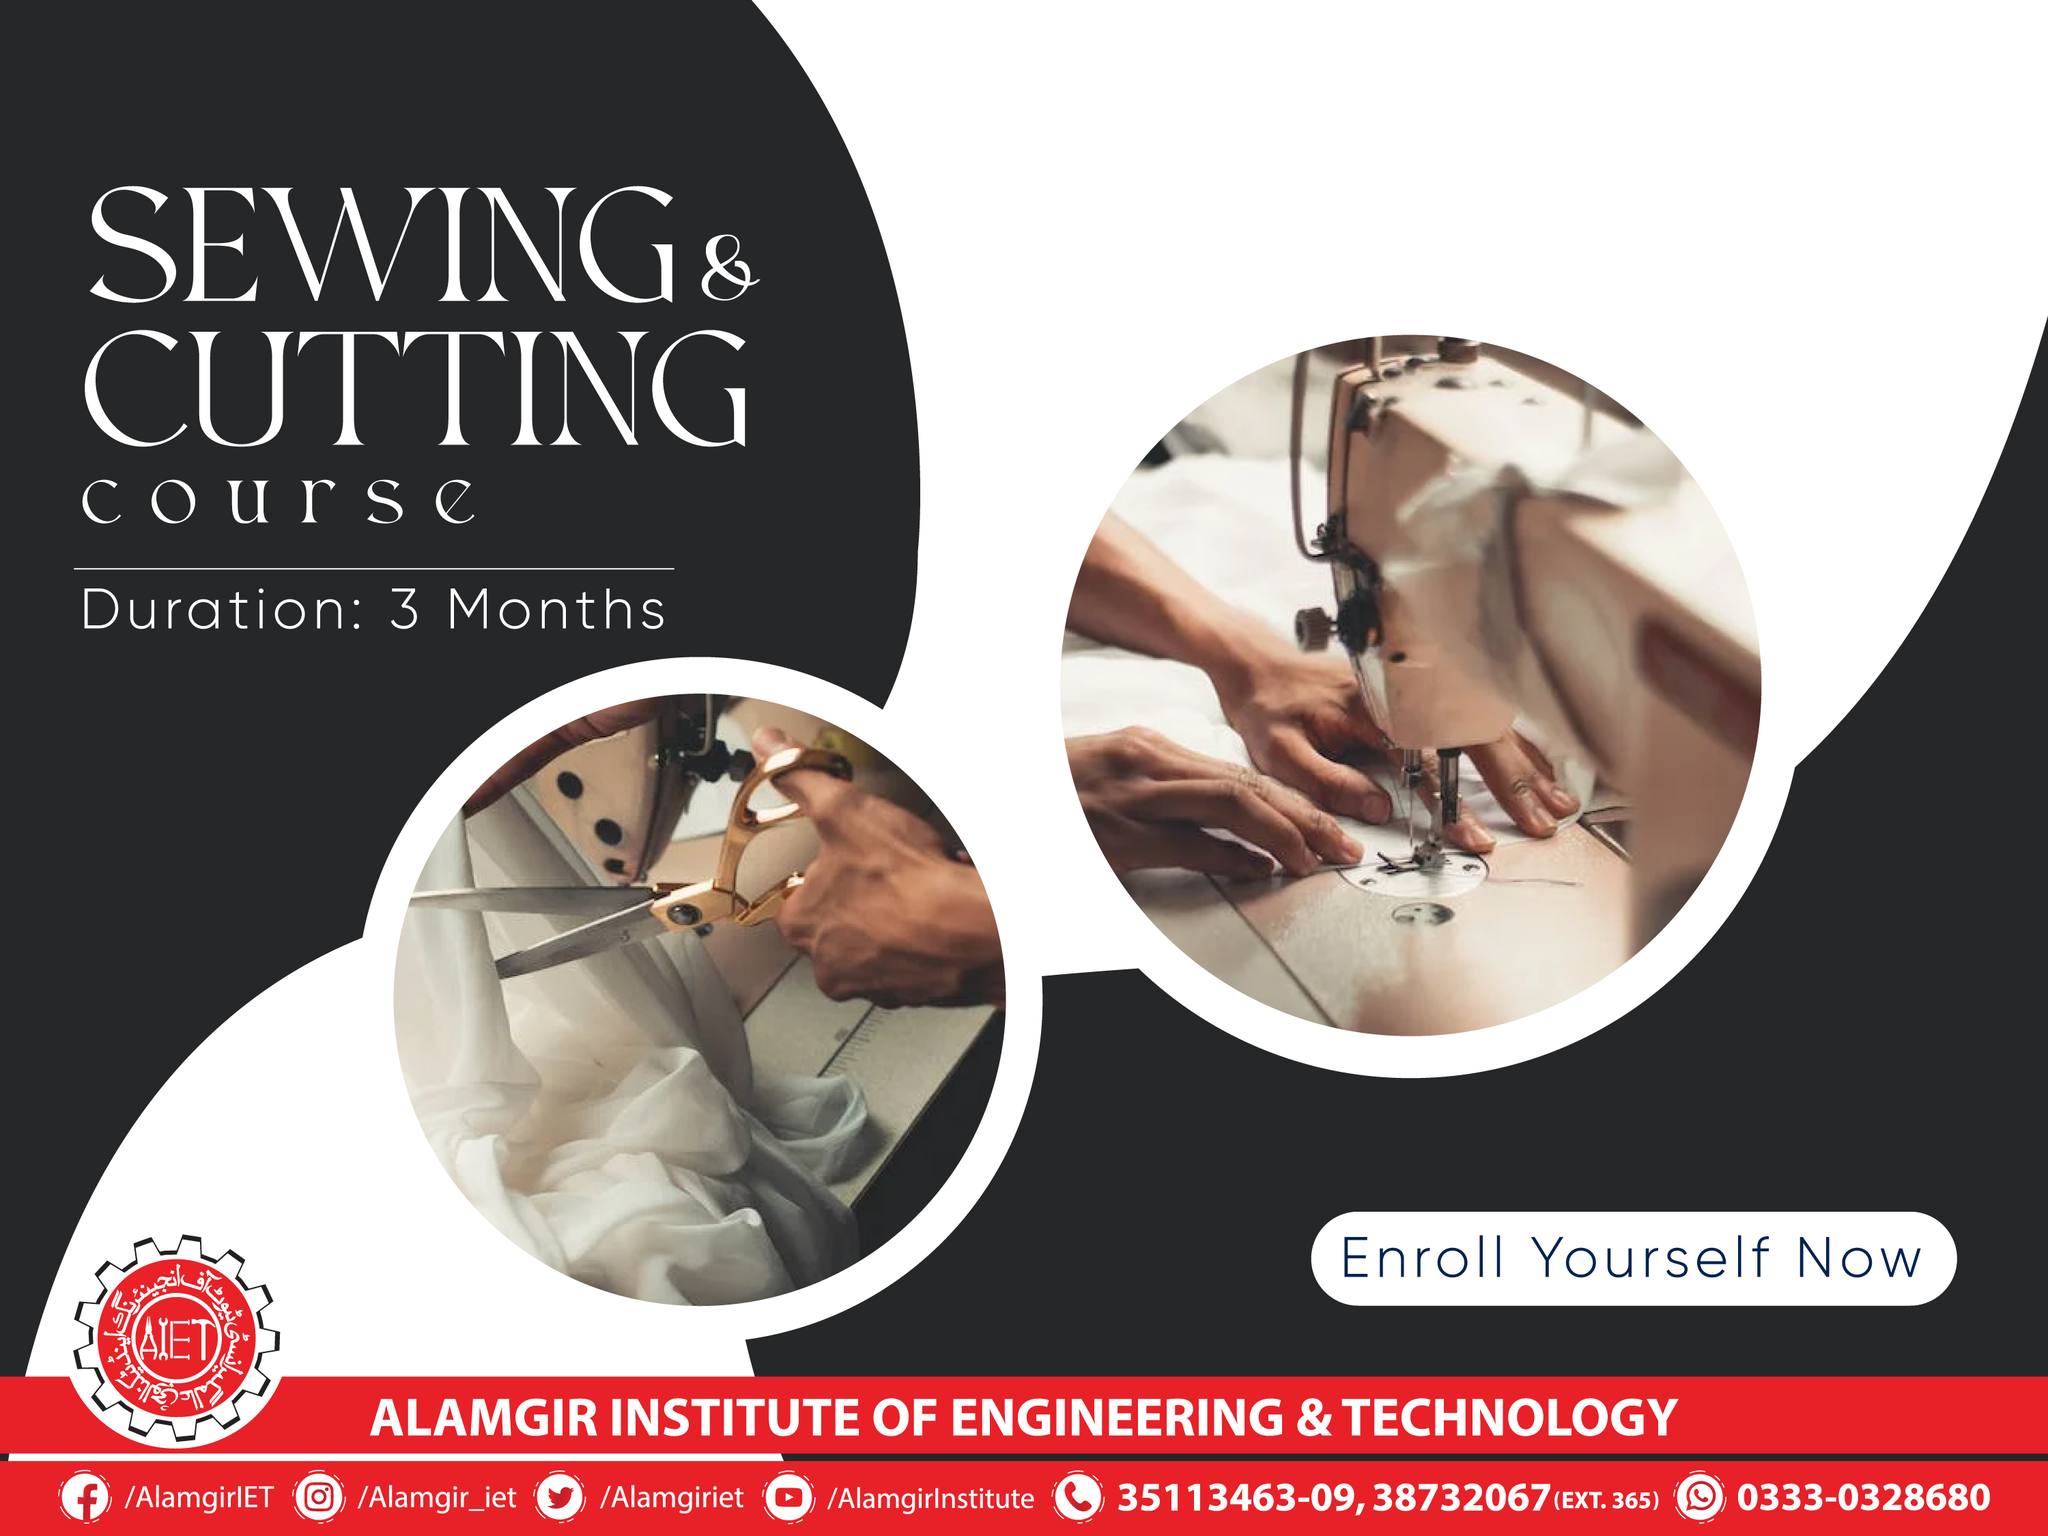 SEWING &
CUTTING
course
Duration: 3 Months
Enroll Yourself Now
AIET
ALAMGIR INSTITUTE OF ENGINEERING & TECHNOLOGY
/AlamgirIET /Alamgir_iet /Alamgiriet /AlamgirInstitute 35113463-09, 38732067 (EXT. 365) 0333-0328680